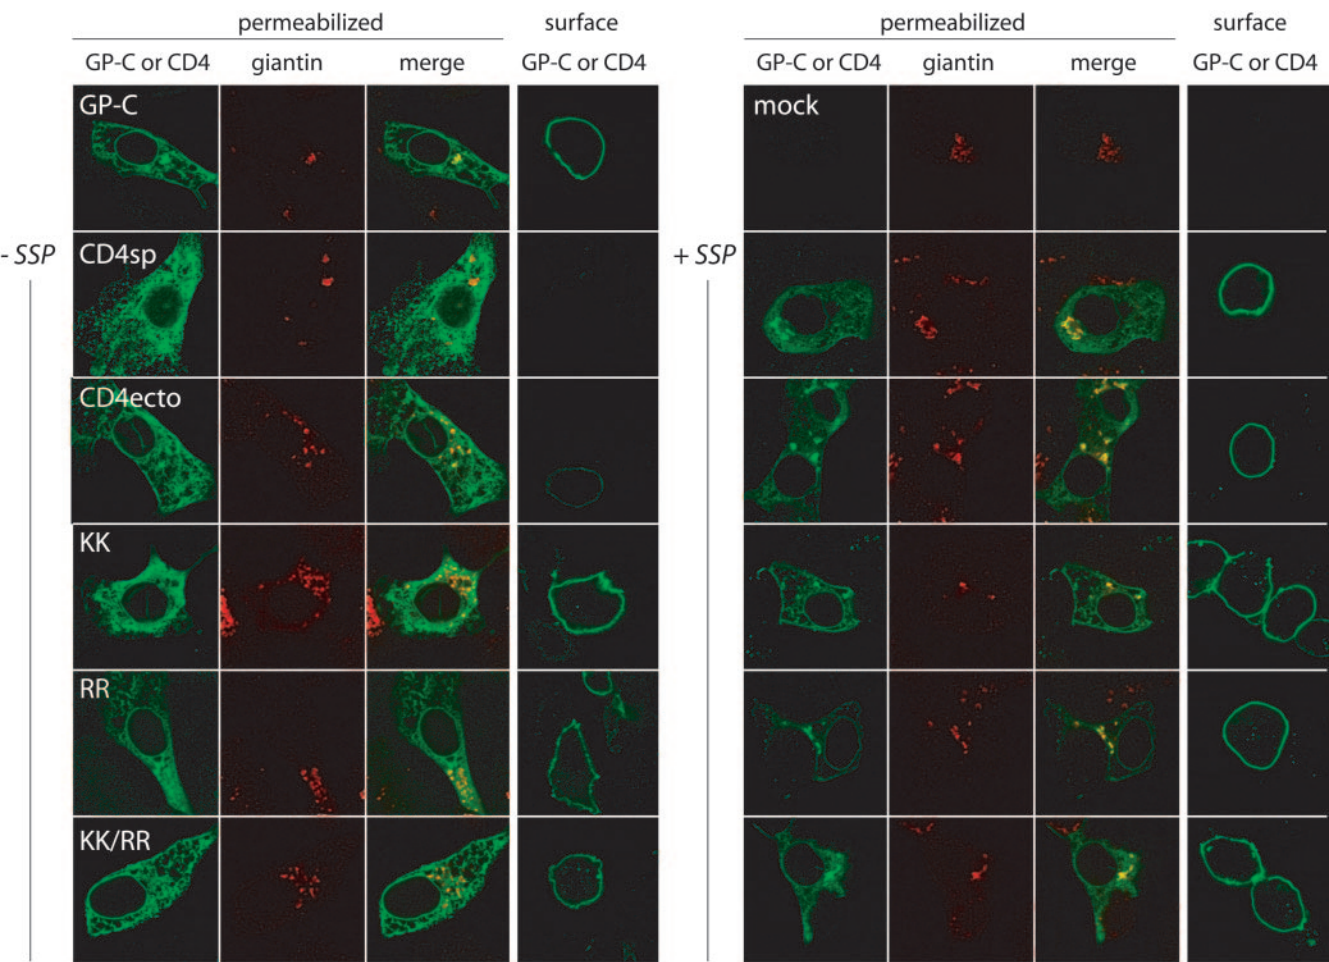 permeabilized surface permeabilized surface
GP-C or CD4 giantin merge GP-C or CD4 GP-C or CD4 giantin merge GP-C or CD4
GP-C mock
- SSP CD4sp + SSP
CD4ecto
KK
RR
KK/RR